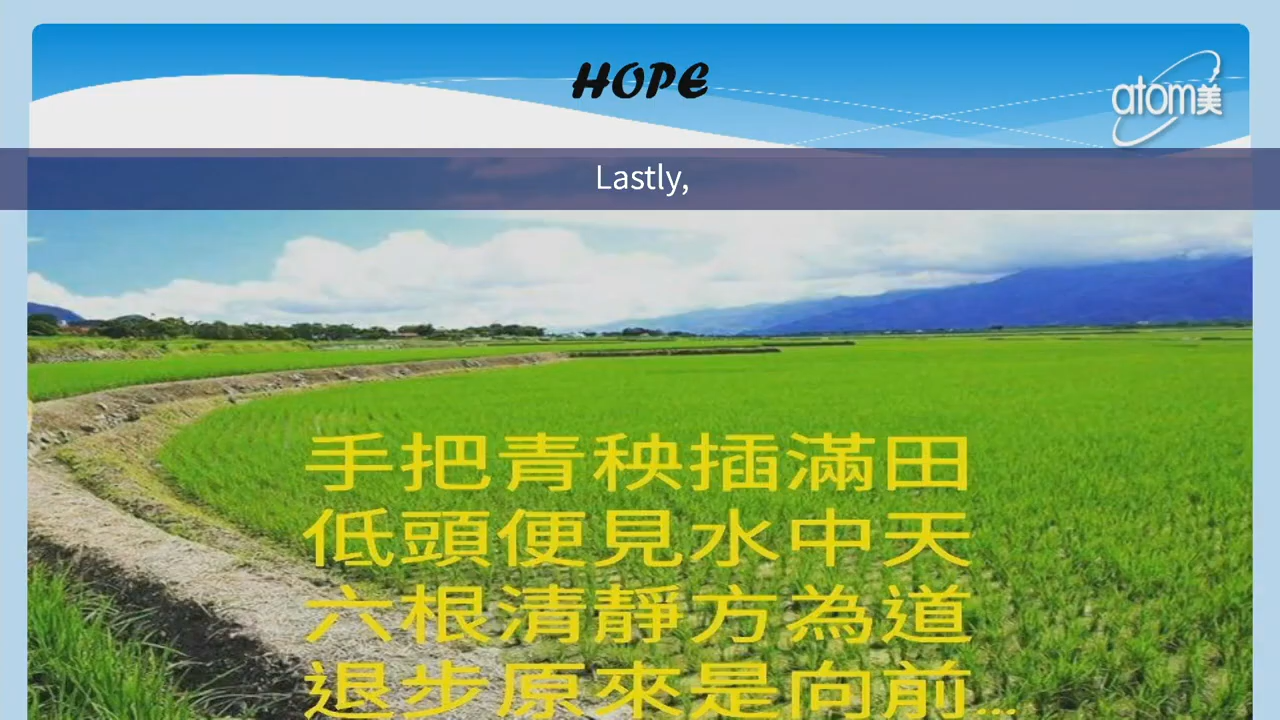 HOPE
atom美
Lastly,
手把青秧插滿田
低頭便見水中天
六根清靜方為道
退步原來是向前...